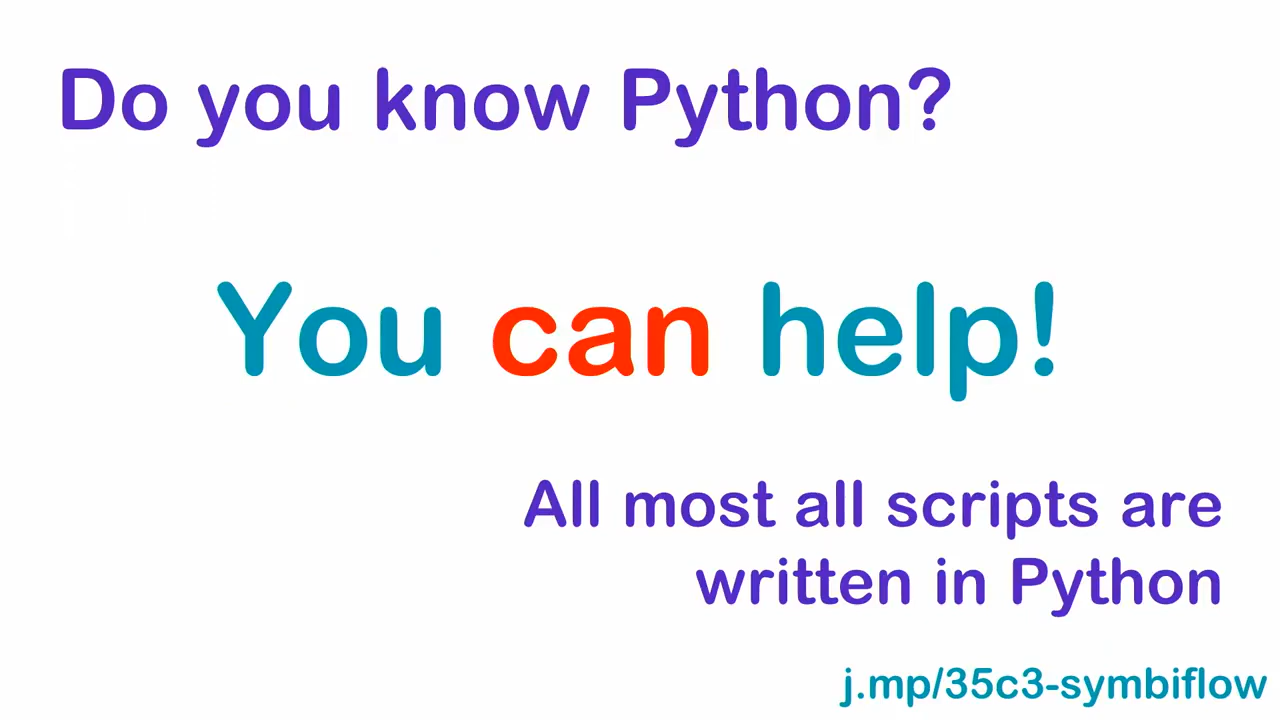 Do you know Python?
You can help!
All most all scripts are
written in Python
j.mp/35c3-symbiflow